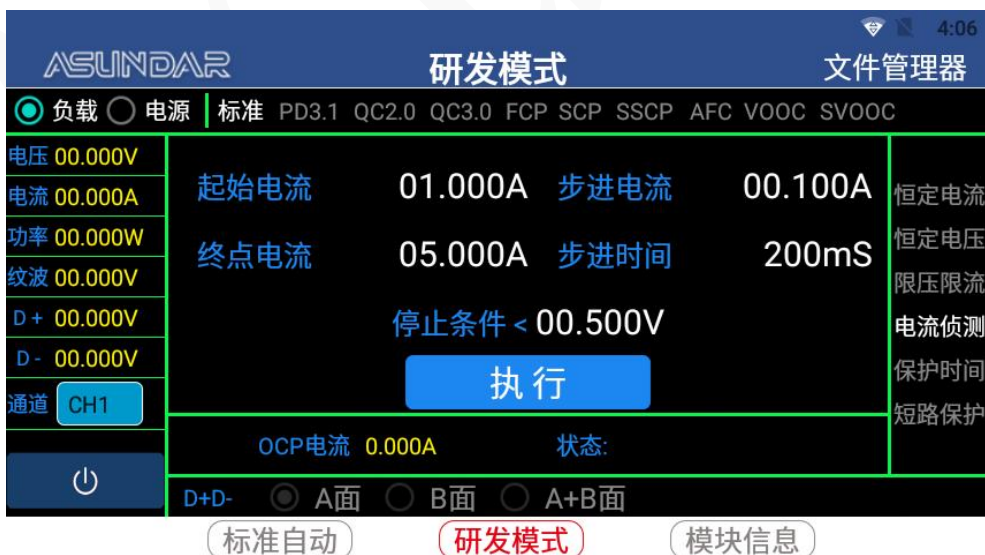 4:06
ASUNDAR 研发模式 文件管理器
负载 电源 标准 PD3.1 QC2.0 QC3.0 FCP SCP SSCP AFC VOOC SVOOC
电压 00.000V
电流 00.000A
功率 00.000W
纹波 00.000V
D+ 00.000V
D- 00.000V
通道 CH1
起始电流 01.000A 步进电流 00.100A
终点电流 05.000A 步进时间 200mS
停止条件 < 00.500V
执 行
OCP电流 0.000A 状态:
D+D- A面 B面 A+B面
恒定电流
恒定电压
限压限流
电流侦测
保护时间
短路保护
标准自动 研发模式 模块信息